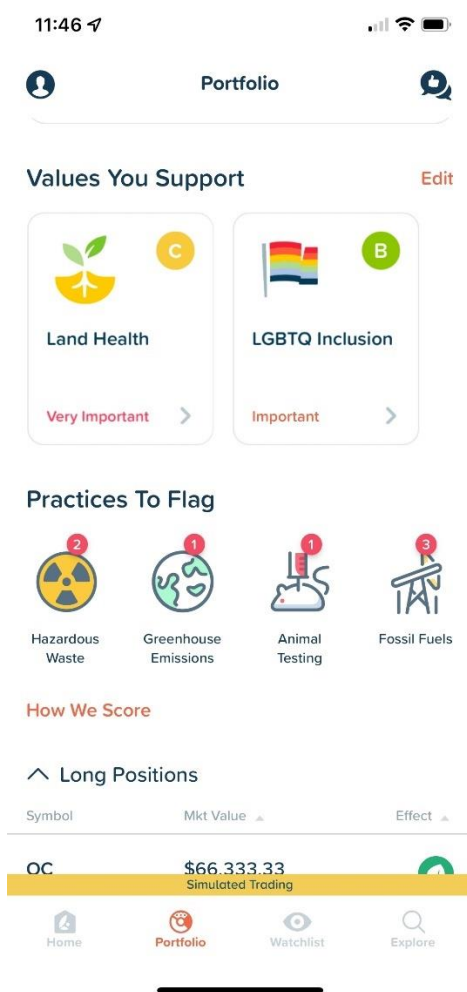 11:46
Portfolio
Values You Support
Edit
C
B
Land Health
LGBTQ Inclusion
Very Important
Important
Practices To Flag
2
1
1
3
Hazardous
Waste
Greenhouse
Emissions
Animal
Testing
Fossil Fuels
How We Score
Long Positions
Symbol
Mkt Value
Effect
OC
$66,333.33
Simulated Trading
Home
Portfolio
Watchlist
Explore